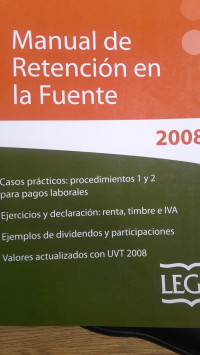 Manual de
Retención en
la Fuente
2008
Casos prácticos: procedimientos 1 y 2
para pagos laborales
Ejercicios y declaración: renta, timbre e IVA
Ejemplos de dividendos y participaciones
Valores actualizados con UVT 2008
LEG